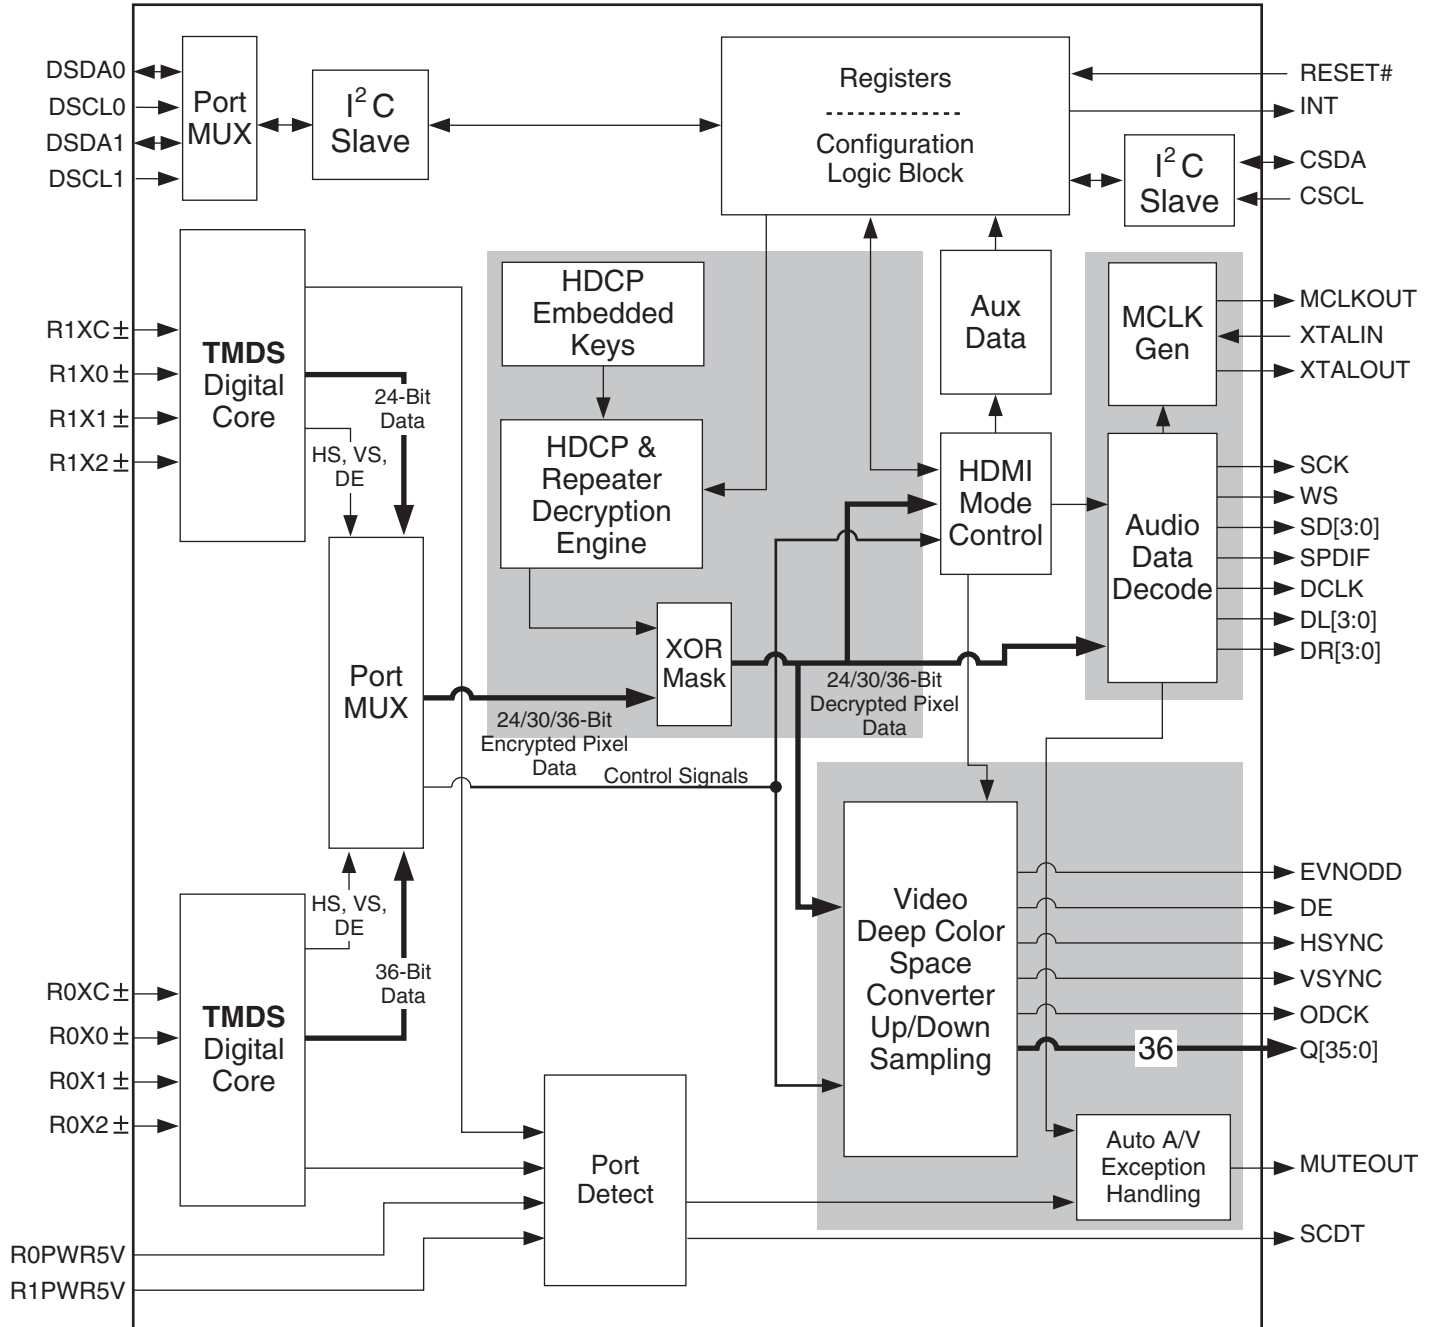 DSDA0
DSCL0
DSDA1
DSCL1
Port
MUX
I² C
Slave
Registers
Configuration
Logic Block
RESET#
INT
I² C
Slave
CSDA
CSCL
R1XC±
R1X0±
R1X1±
R1X2±
TMDS
Digital
Core
24-Bit
Data
HS, VS,
DE
HDCP
Embedded
Keys
HDCP &
Repeater
Decryption
Engine
XOR
Mask
Aux
Data
HDMI
Mode
Control
MCLK
Gen
MCLKOUT
XTALIN
XTALOUT
Audio
Data
Decode
SCK
WS
SD[3:0]
SPDIF
DCLK
DL[3:0]
DR[3:0]
Port
MUX
24/30/36-Bit
Encrypted Pixel
Data
24/30/36-Bit
Decrypted Pixel
Data
Control Signals
HS, VS,
DE
36-Bit
Data
R0XC±
R0X0±
R0X1±
R0X2±
TMDS
Digital
Core
Video
Deep Color
Space
Converter
Up/Down
Sampling
EVNODD
DE
HSYNC
VSYNC
ODCK
36
Q[35:0]
Port
Detect
Auto A/V
Exception
Handling
MUTEOUT
SCDT
R0PWR5V
R1PWR5V